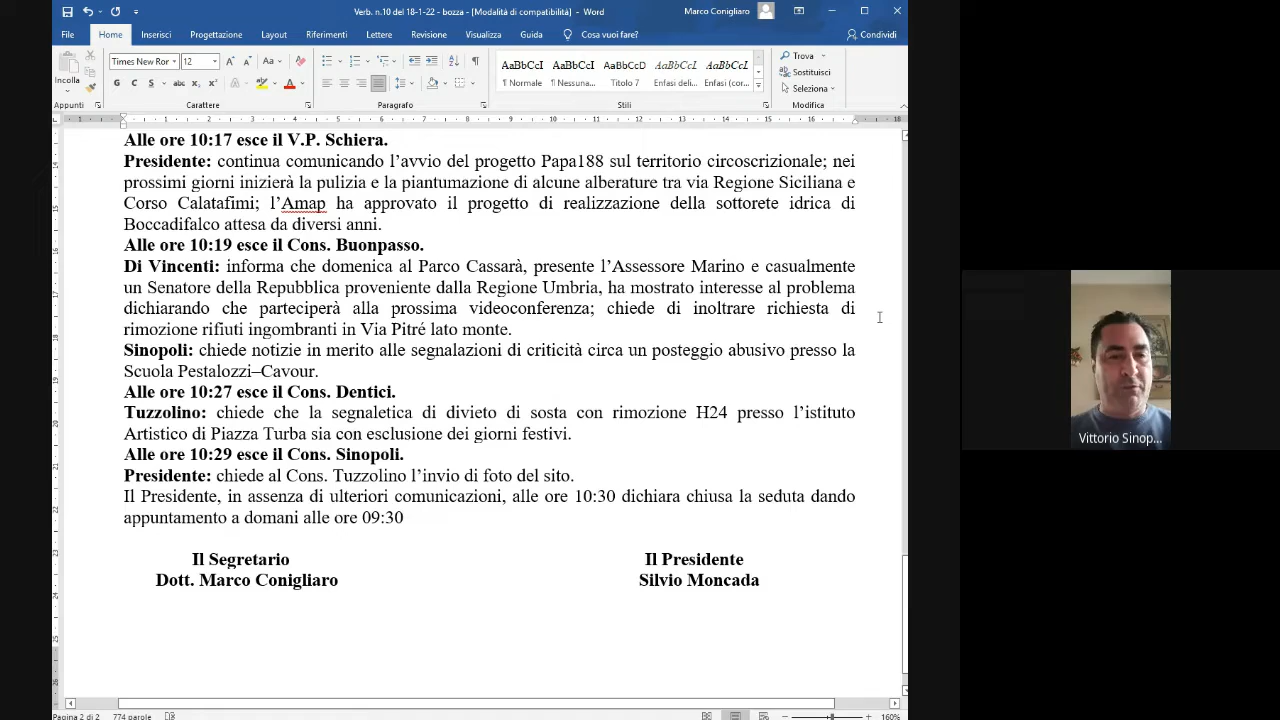 Verb. n.10 del 18-1-22 - bozza - [Modalità di compatibilità] - Word
Marco Conigliaro
File Home Inserisci Progettazione Layout Riferimenti Lettere Revisione Visualizza Guida Cosa vuoi fare? Condividi
Incolla
Times New Ror 12
G C S abc x₂ x²
AaBbCcI AaBbCcI AaBbCcD AaBbCcI AaBbCcI
¶ Normale ¶ Nessuna... Titolo 7 Enfasi deli... Enfasi (cor...
Trova
Sostituisci
Seleziona
Appunti Carattere Paragrafo Stili Modifica
Alle ore 10:17 esce il V.P. Schiera.
Presidente: continua comunicando l’avvio del progetto Papa188 sul territorio circoscrizionale; nei
prossimi giorni inizierà la pulizia e la piantumazione di alcune alberature tra via Regione Siciliana e
Corso Calatafimi; l’Amap ha approvato il progetto di realizzazione della sottorete idrica di
Boccadifalco attesa da diversi anni.
Alle ore 10:19 esce il Cons. Buonpasso.
Di Vincenti: informa che domenica al Parco Cassarà, presente l’Assessore Marino e casualmente
un Senatore della Repubblica proveniente dalla Regione Umbria, ha mostrato interesse al problema
dichiarando che parteciperà alla prossima videoconferenza; chiede di inoltrare richiesta di
rimozione rifiuti ingombranti in Via Pitré lato monte.
Sinopoli: chiede notizie in merito alle segnalazioni di criticità circa un posteggio abusivo presso la
Scuola Pestalozzi–Cavour.
Alle ore 10:27 esce il Cons. Dentici.
Tuzzolino: chiede che la segnaletica di divieto di sosta con rimozione H24 presso l’istituto
Artistico di Piazza Turba sia con esclusione dei giorni festivi.
Alle ore 10:29 esce il Cons. Sinopoli.
Presidente: chiede al Cons. Tuzzolino l’invio di foto del sito.
Il Presidente, in assenza di ulteriori comunicazioni, alle ore 10:30 dichiara chiusa la seduta dando
appuntamento a domani alle ore 09:30
Il Segretario Il Presidente
Dott. Marco Conigliaro Silvio Moncada
Vittorio Sinop...
Pagina 2 di 2 774 parole 160%